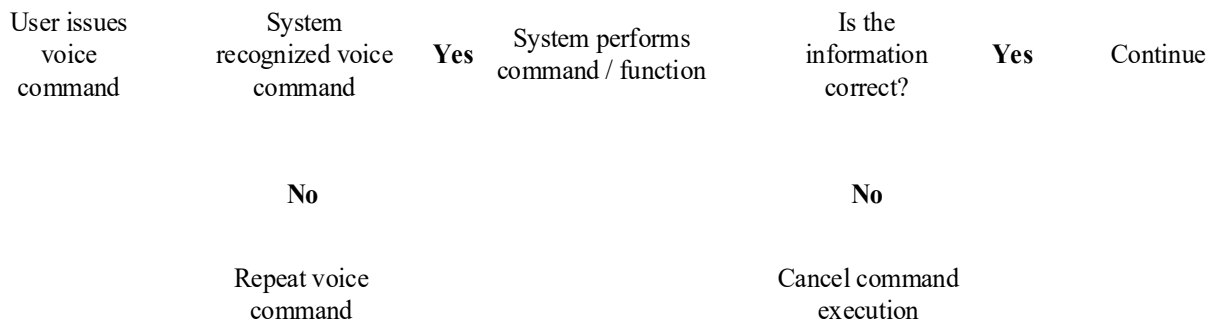 User issues
voice
command
System
recognized voice
command
Yes
System performs
command / function
Is the
information
correct?
Yes
Continue
No
No
Repeat voice
command
Cancel command
execution